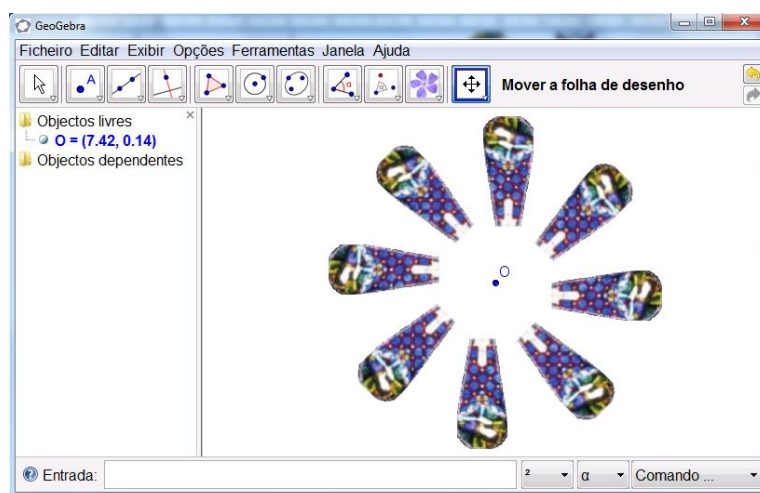 GeoGebra
Ficheiro Editar Exibir Opções Ferramentas Janela Ajuda
A
α
Mover a folha de desenho
Objectos livres
O = (7.42, 0.14)
Objectos dependentes
O
Entrada:
² α Comando ...